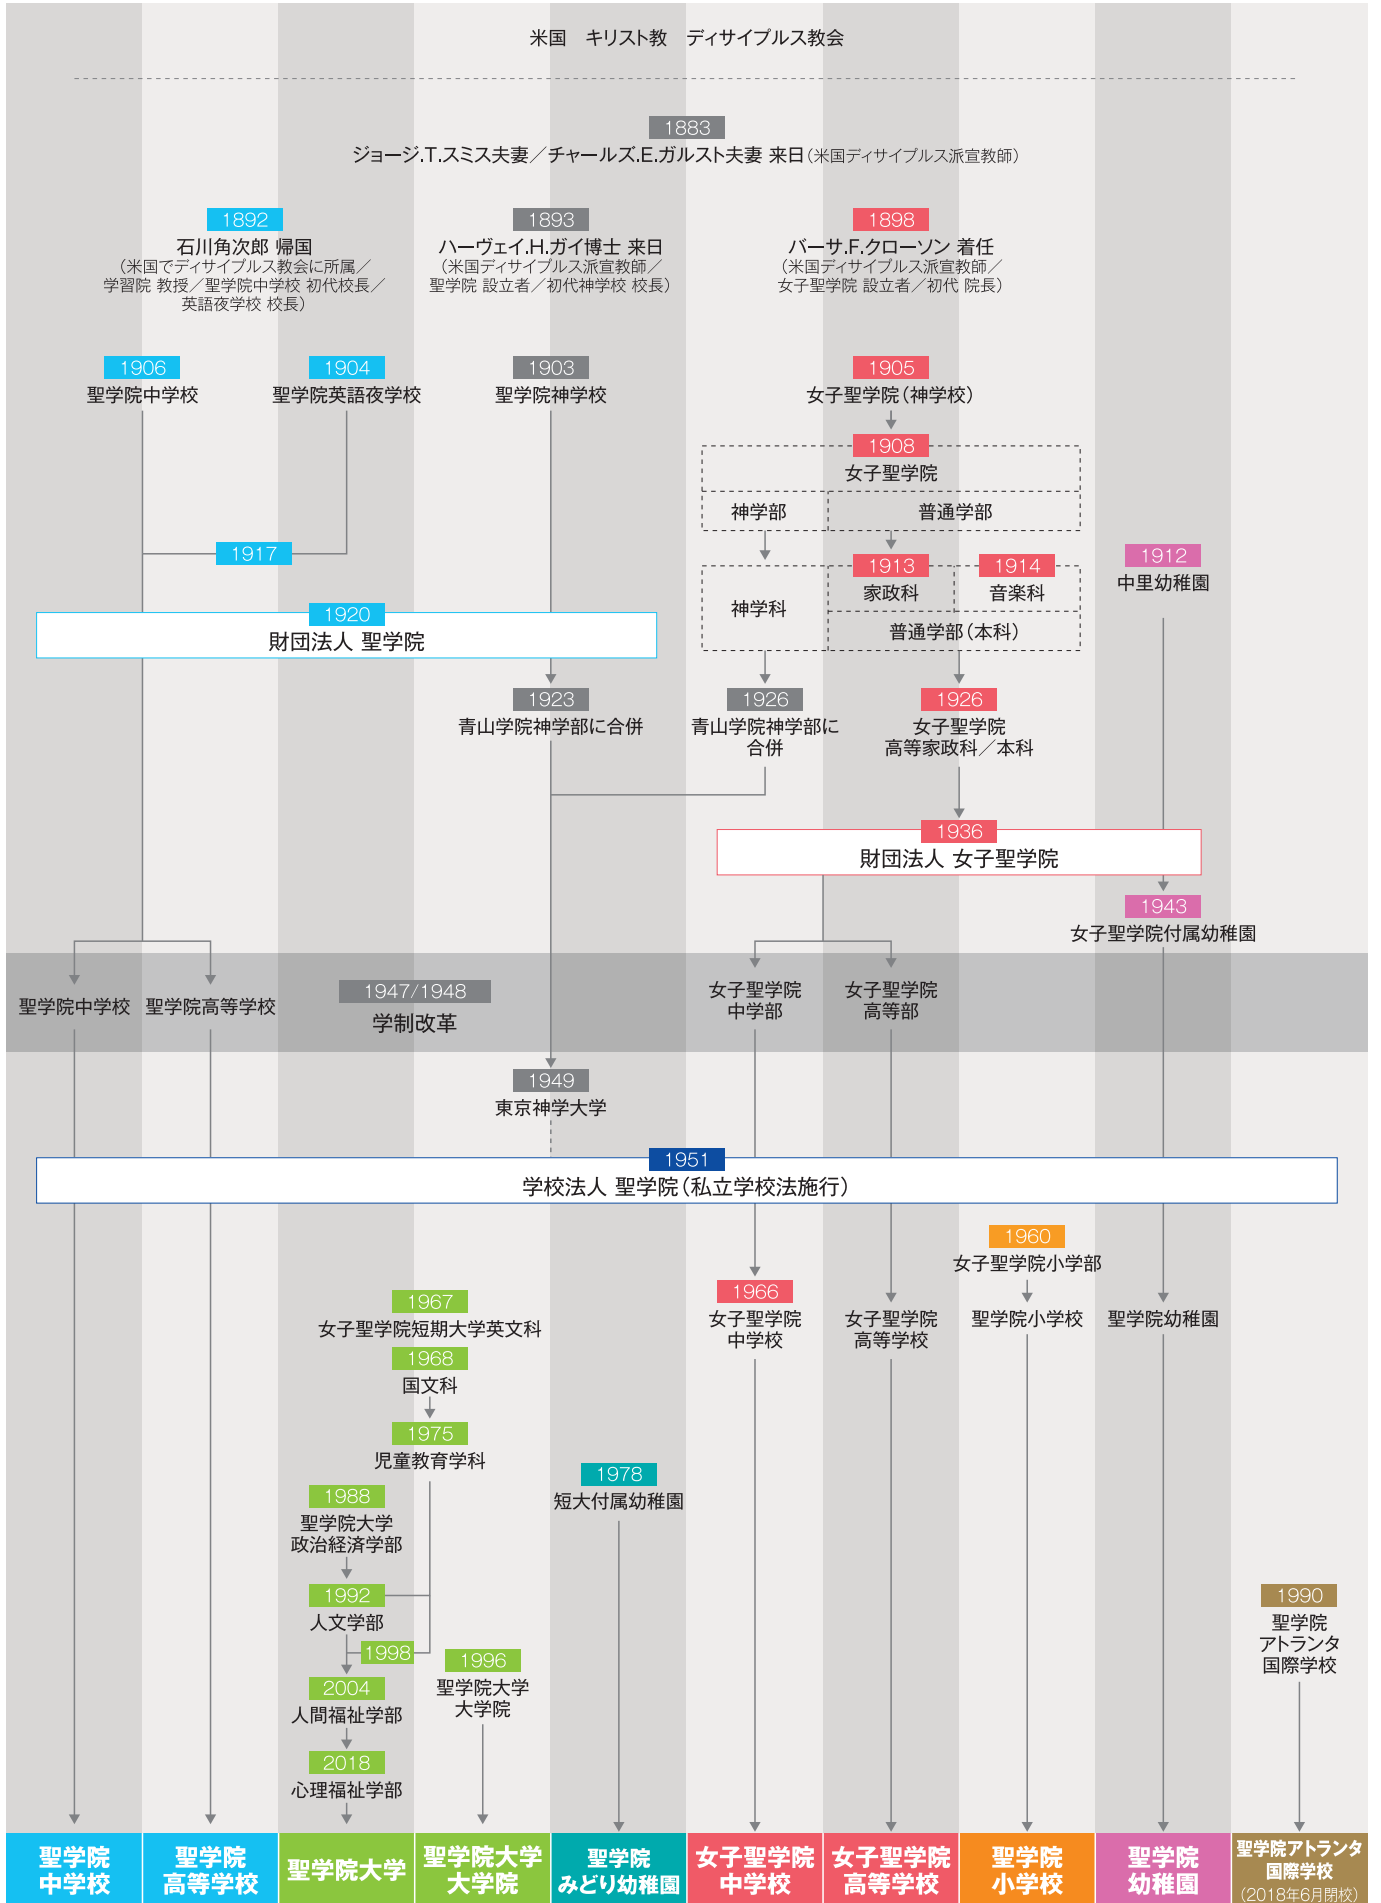 米国　キリスト教　ディサイプルス教会
1883
ジョージ.T.スミス夫妻／チャールズ.E.ガルスト夫妻 来日（米国ディサイプルス派宣教師）
1892
石川角次郎 帰国
（米国でディサイプルス教会に所属／
学習院 教授／聖学院中学校 初代校長／
英語夜学校 校長）
1893
ハーヴェイ.H.ガイ博士 来日
（米国ディサイプルス派宣教師／
聖学院 設立者／初代神学校 校長）
1898
バーサ.F.クローソン 着任
（米国ディサイプルス派宣教師／
女子聖学院 設立者／初代 院長）
1906
聖学院中学校
1904
聖学院英語夜学校
1903
聖学院神学校
1905
女子聖学院（神学校）
1908
女子聖学院
神学部
普通学部
1917
1913
家政科
1914
音楽科
神学科
普通学部（本科）
1912
中里幼稚園
1920
財団法人 聖学院
1923
青山学院神学部に合併
1926
青山学院神学部に
合併
1926
女子聖学院
高等家政科／本科
1936
財団法人 女子聖学院
1943
女子聖学院付属幼稚園
聖学院中学校
聖学院高等学校
1947/1948
学制改革
女子聖学院
中学部
女子聖学院
高等部
1949
東京神学大学
1951
学校法人 聖学院（私立学校法施行）
1960
女子聖学院小学部
1966
女子聖学院
中学校
女子聖学院
高等学校
聖学院小学校
聖学院幼稚園
1967
女子聖学院短期大学英文科
1968
国文科
1975
児童教育学科
1978
短大付属幼稚園
1988
聖学院大学
政治経済学部
1992
人文学部
1998
1996
聖学院大学
大学院
1990
聖学院
アトランタ
国際学校
2004
人間福祉学部
2018
心理福祉学部
聖学院
中学校
聖学院
高等学校
聖学院大学
聖学院大学
大学院
聖学院
みどり幼稚園
女子聖学院
中学校
女子聖学院
高等学校
聖学院
小学校
聖学院
幼稚園
聖学院アトランタ
国際学校
（2018年6月閉校）